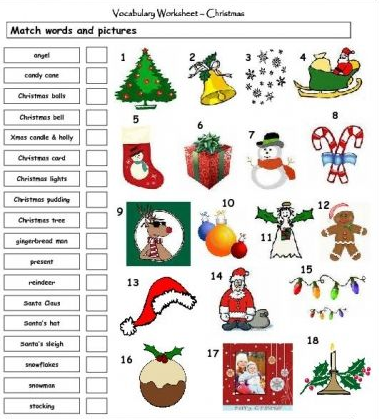 Vocabulary Worksheet – Christmas
Match words and pictures
angel
candy cane
Christmas balls
Christmas bell
Xmas candle & holly
Christmas card
Christmas lights
Christmas pudding
Christmas tree
gingerbread man
present
reindeer
Santa Claus
Santa's hat
Santa's sleigh
snowflakes
snowman
stocking
1
2
3
4
5
6
7
8
9
10
11
12
13
14
15
16
17
18